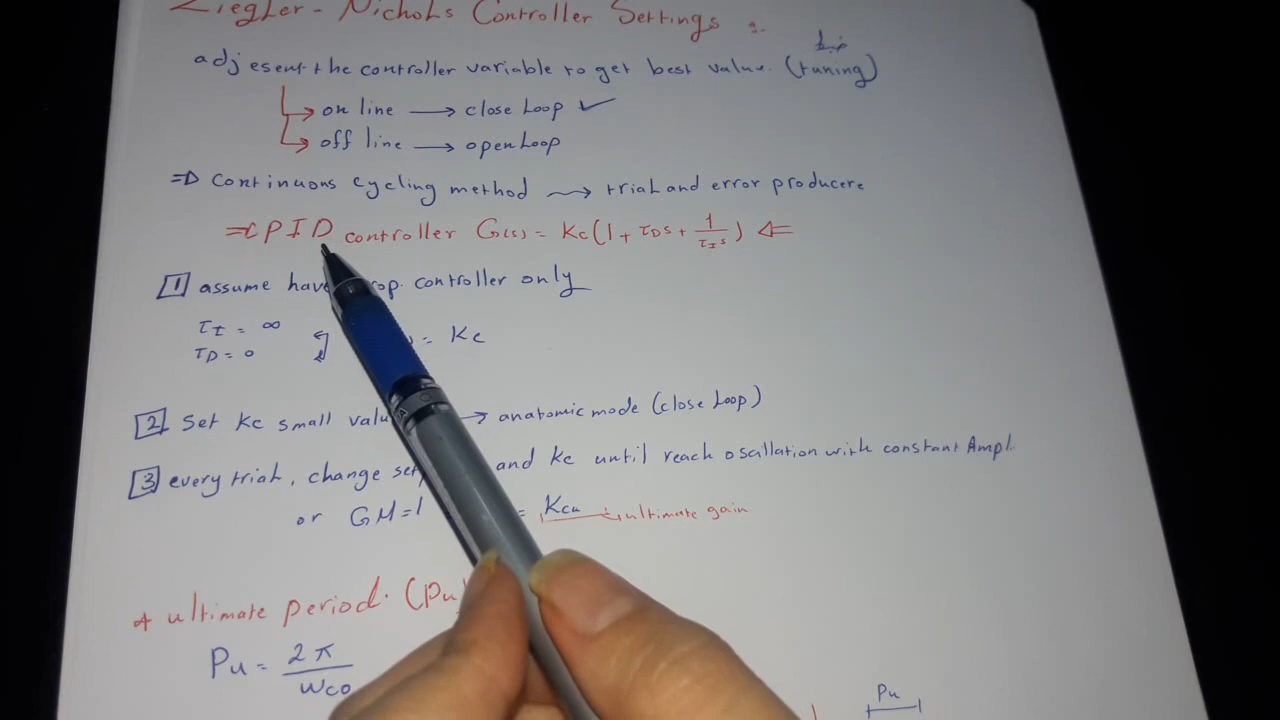 Ziegler - Nichols Controller Settings :-
ضبط
adjesent the controller variable to get best value. (tuning)
→ on line → close Loop ✓
→ off line → open Loop
⇒ Continuous cycling method ⟿ trial and error producere
⇒ PID controller G(s) = Kc(1 + τDs + 1/τIs) ⇐
1 assume have prop. controller only
τI = ∞
τD = 0
= Kc
2 Set Kc small valu → anatomic mode (close Loop)
3 every trial, change set and Kc until reach oscillation with constant Ampl.
or GM=1 = Kcu → ultimate gain
* ultimate period. (Pu)
Pu = 2π/ωco
Pu